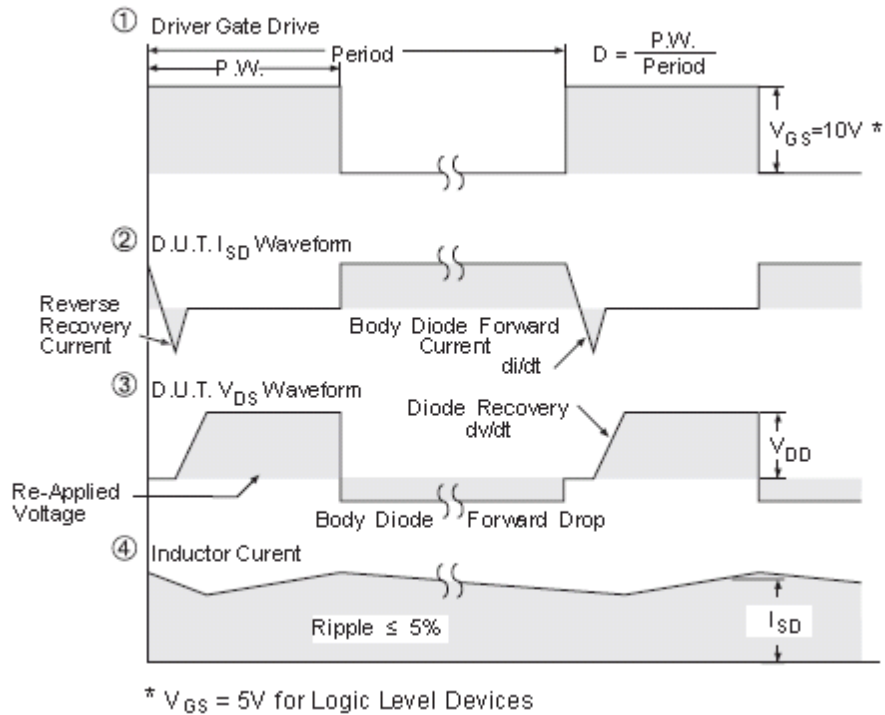 ① Driver Gate Drive
Period
P.W.
D = P.W. / Period
V_GS=10V *
② D.U.T. I_SD Waveform
Reverse
Recovery
Current
Body Diode Forward
Current
di/dt
③ D.U.T. V_DS Waveform
Diode Recovery
dv/dt
V_DD
Re-Applied
Voltage
Body Diode Forward Drop
④ Inductor Curent
Ripple ≤ 5%
I_SD
* V_GS = 5V for Logic Level Devices